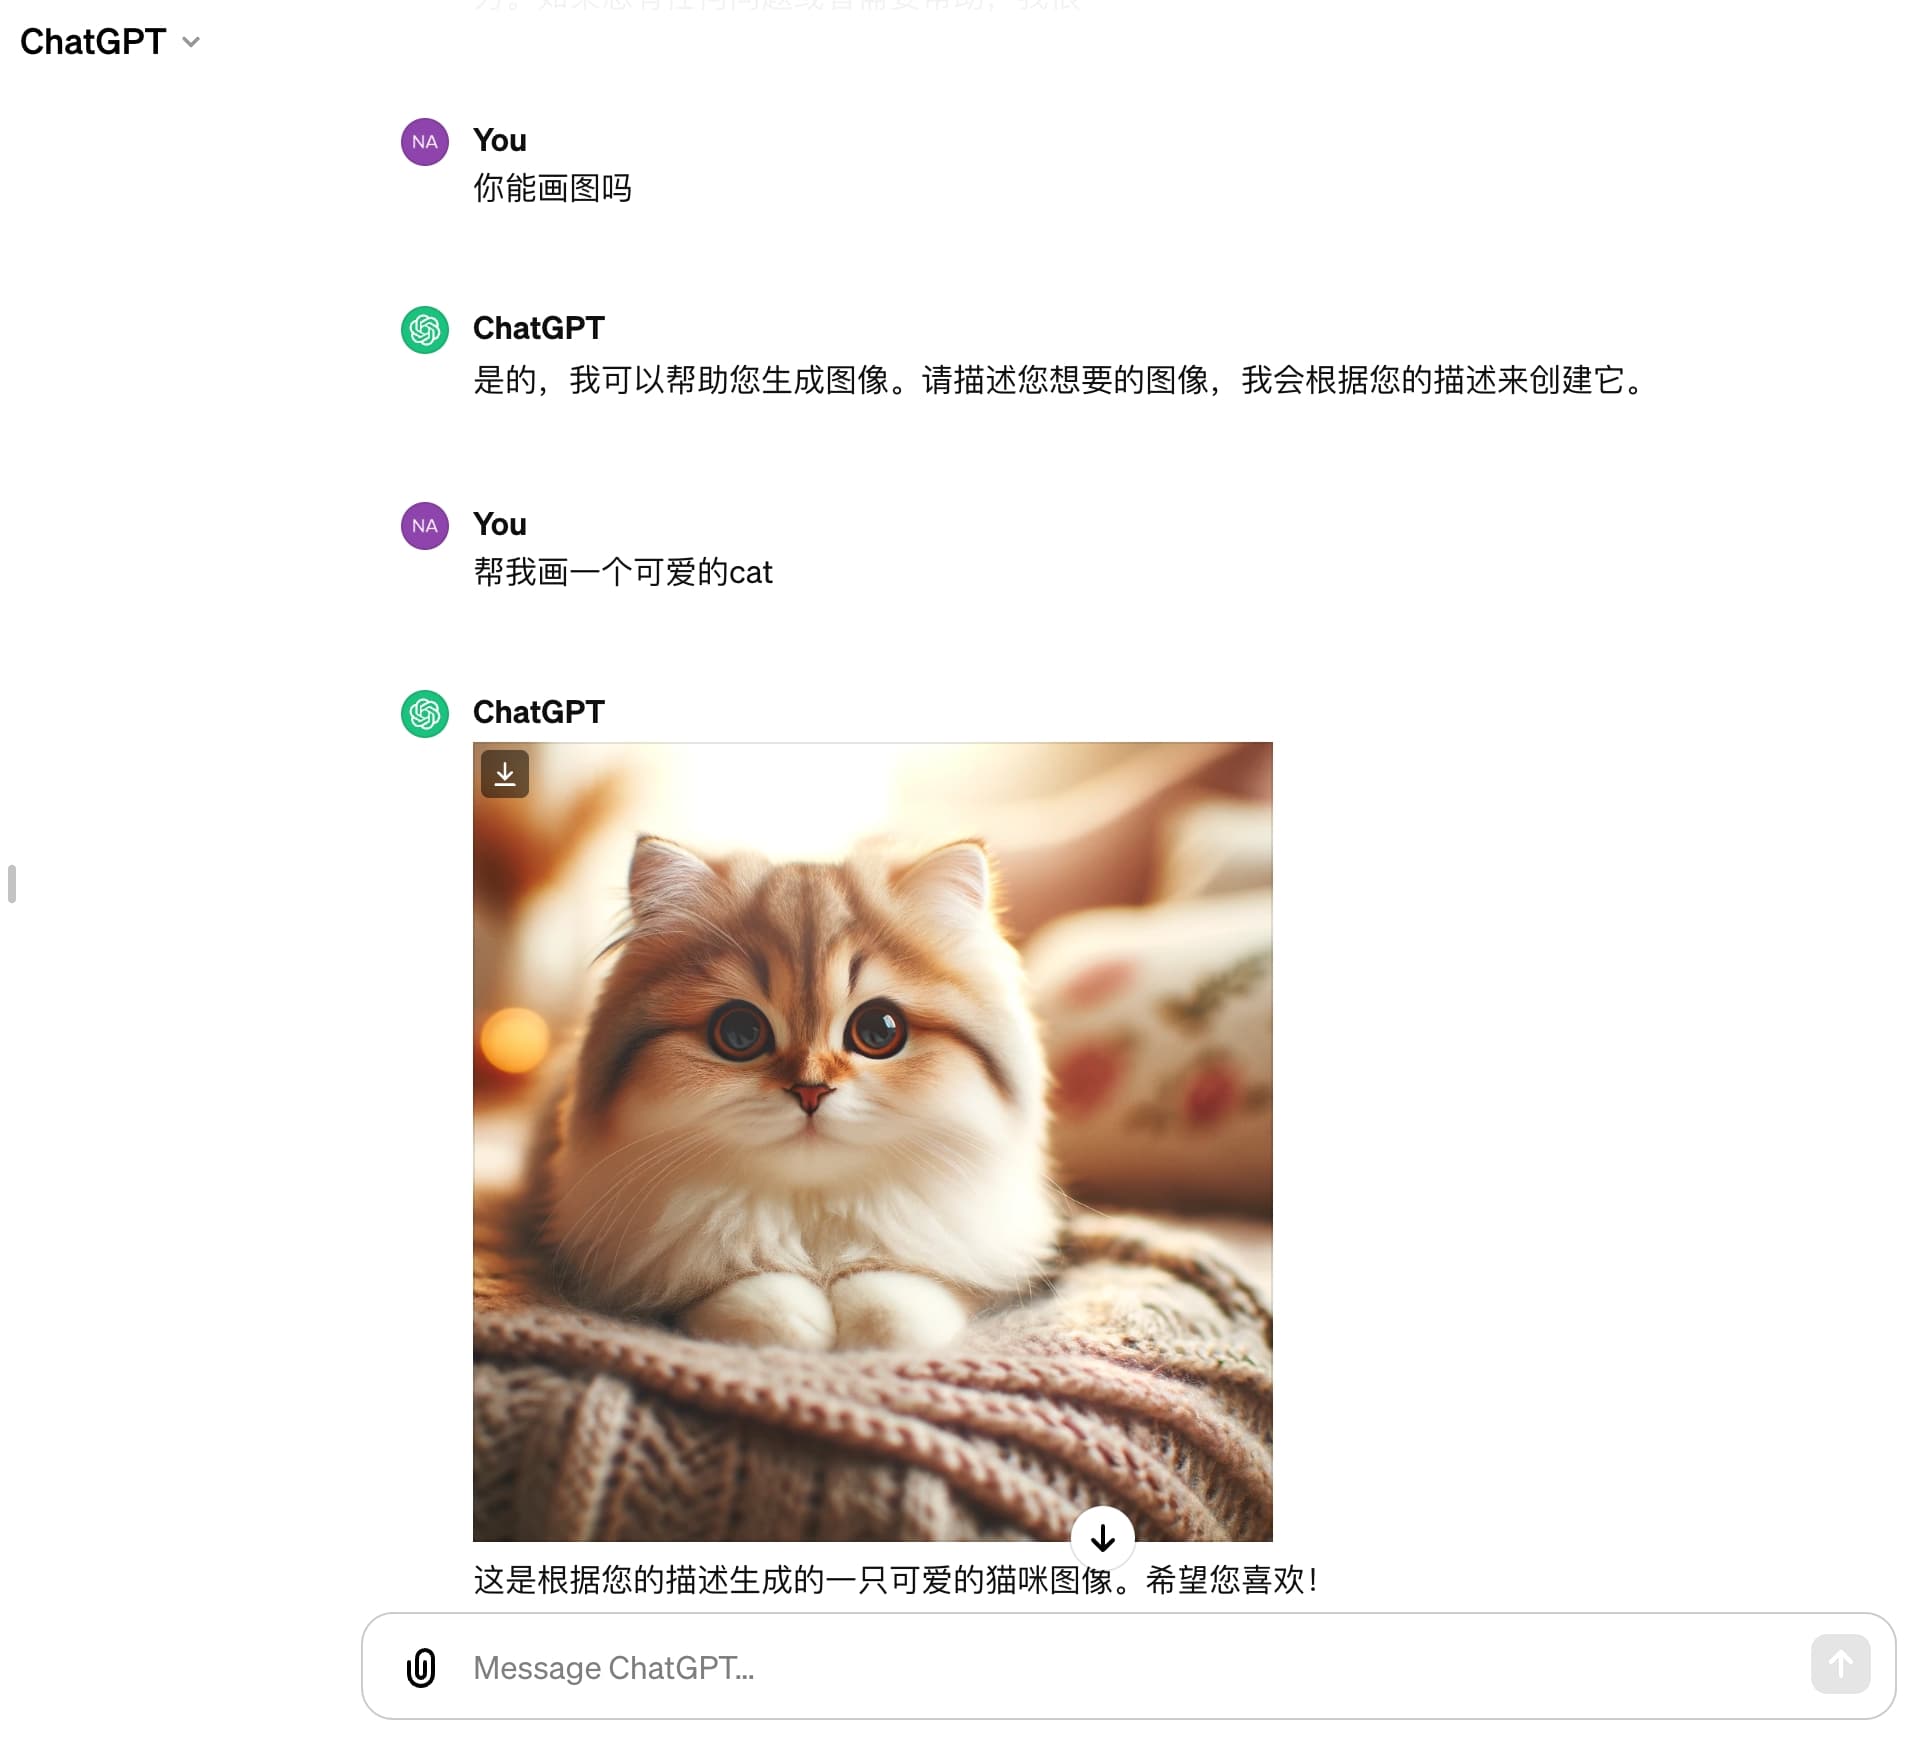 ChatGPT
NA
You
你能画图吗
ChatGPT
是的，我可以帮助您生成图像。请描述您想要的图像，我会根据您的描述来创建它。
NA
You
帮我画一个可爱的cat
ChatGPT
这是根据您的描述生成的一只可爱的猫咪图像。希望您喜欢！
Message ChatGPT...